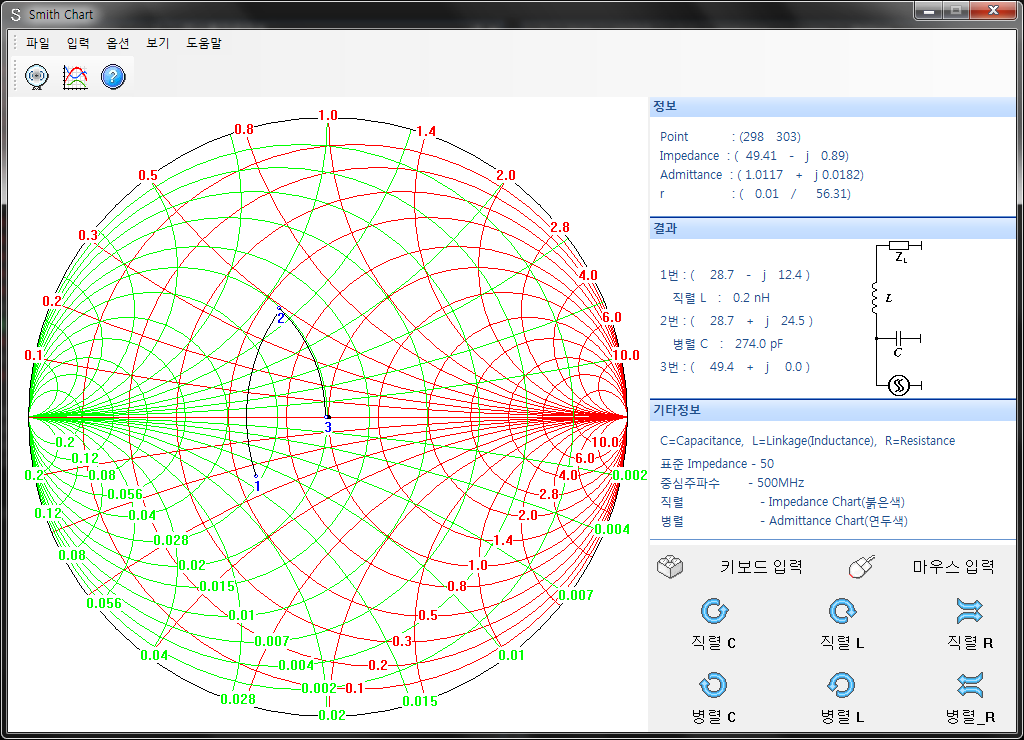 Smith Chart
파일 입력 옵션 보기 도움말
정보
Point : (298 303)
Impedance : ( 49.41 - j 0.89)
Admittance : ( 1.0117 + j 0.0182)
r : ( 0.01 / 56.31)
결과
1번 : ( 28.7 - j 12.4 )
직렬 L : 0.2 nH
2번 : ( 28.7 + j 24.5 )
병렬 C : 274.0 pF
3번 : ( 49.4 + j 0.0 )
ZL
L
C
기타정보
C=Capacitance, L=Linkage(Inductance), R=Resistance
표준 Impedance - 50
중심주파수 - 500MHz
직렬 - Impedance Chart(붉은색)
병렬 - Admittance Chart(연두색)
키보드 입력 마우스 입력
직렬 C 직렬 L 직렬 R
병렬 C 병렬 L 병렬_R
1.0
0.8 1.4
0.5 2.0
0.3 2.8
0.2 4.0
6.0
0.1 10.0
2
3
1
0.2 10.0
0.12 6.0
0.2 0.08 4.0 0.002
0.056 2.8
0.12 0.04 2.0 0.004
0.028 1.4
0.08 0.02 1.0
0.015 0.8 0.007
0.056 0.01 0.5
0.007 0.3
0.04 0.004 0.2 0.01
0.002 0.1
0.028 0.015
0.02